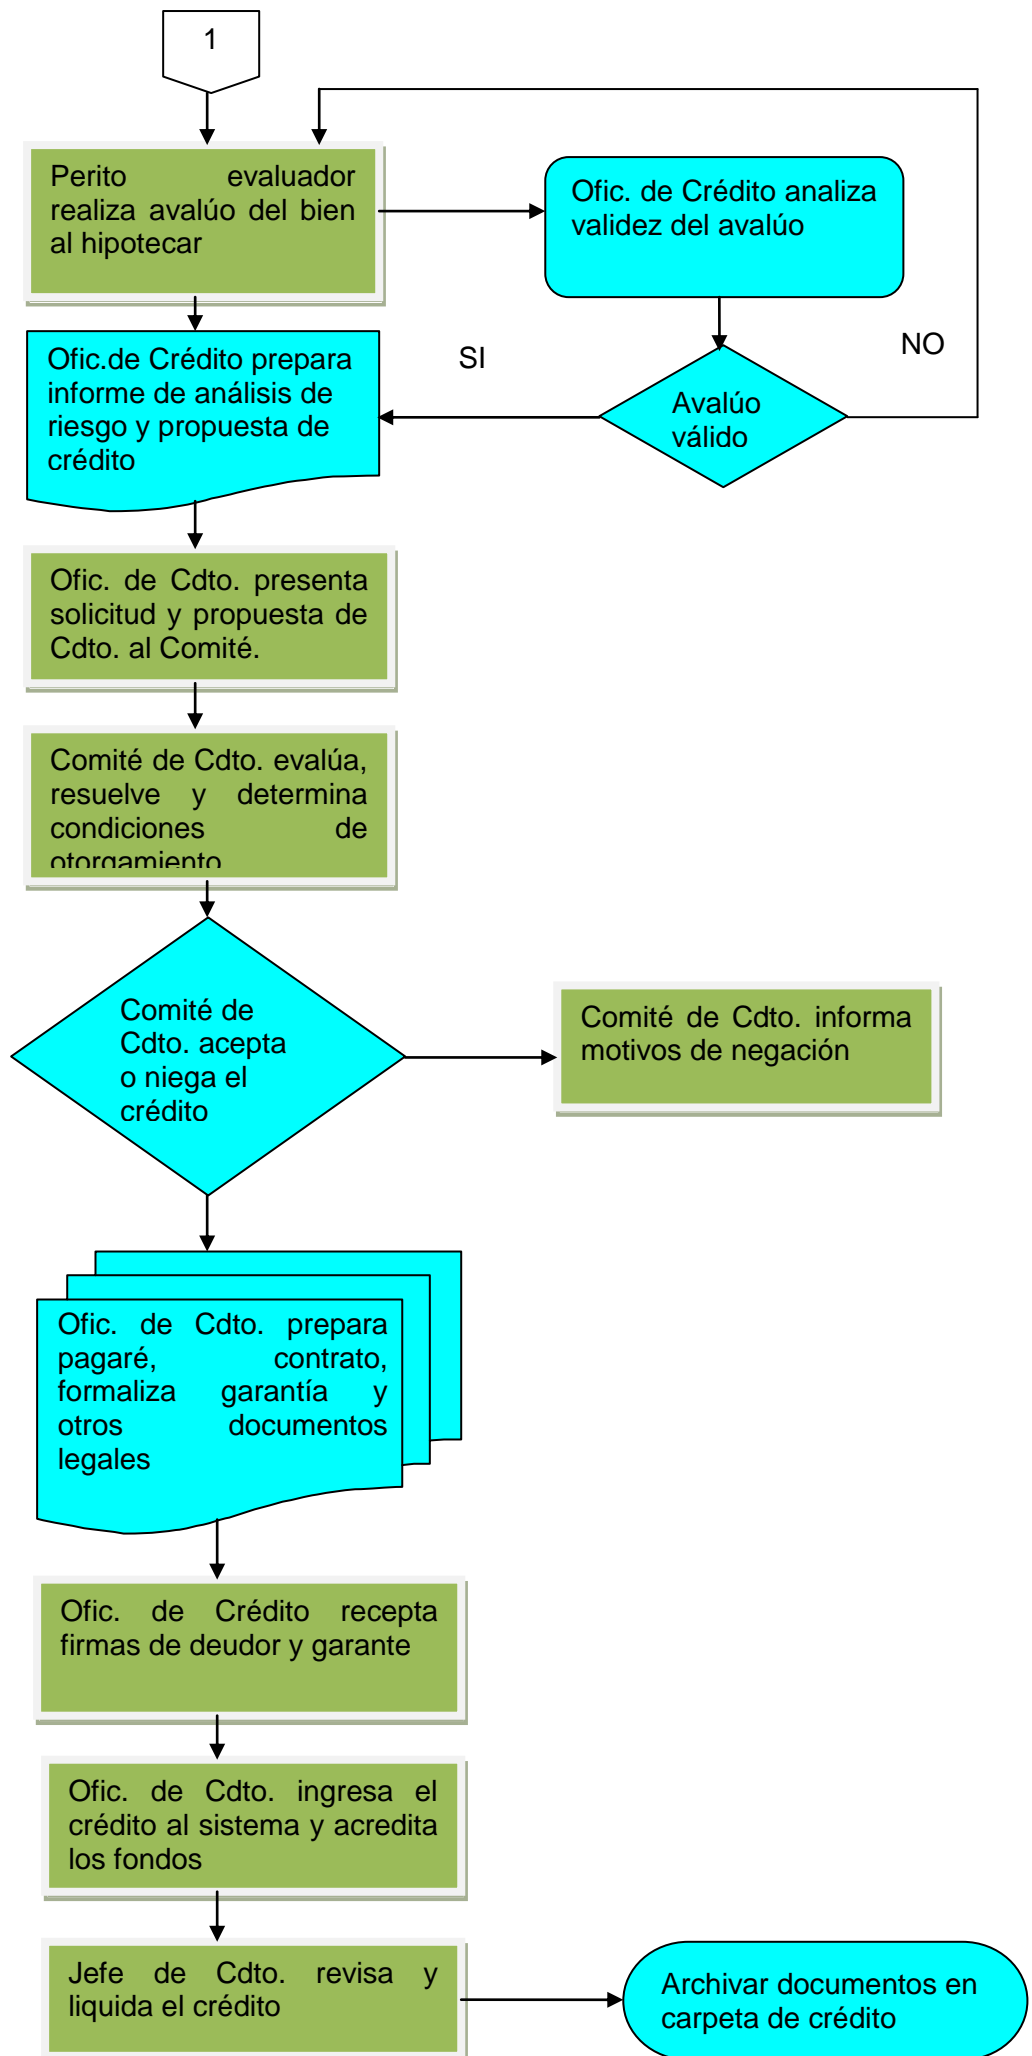 1
Perito evaluador
realiza avalúo del bien
al hipotecar
Ofic. de Crédito analiza
validez del avalúo
Ofic.de Crédito prepara
informe de análisis de
riesgo y propuesta de
crédito
SI
NO
Avalúo
válido
Ofic. de Cdto. presenta
solicitud y propuesta de
Cdto. al Comité.
Comité de Cdto. evalúa,
resuelve y determina
condiciones de
otorgamiento
Comité de
Cdto. acepta
o niega el
crédito
Comité de Cdto. informa
motivos de negación
Ofic. de Cdto. prepara
pagaré, contrato,
formaliza garantía y
otros documentos
legales
Ofic. de Crédito recepta
firmas de deudor y garante
Ofic. de Cdto. ingresa el
crédito al sistema y acredita
los fondos
Jefe de Cdto. revisa y
liquida el crédito
Archivar documentos en
carpeta de crédito